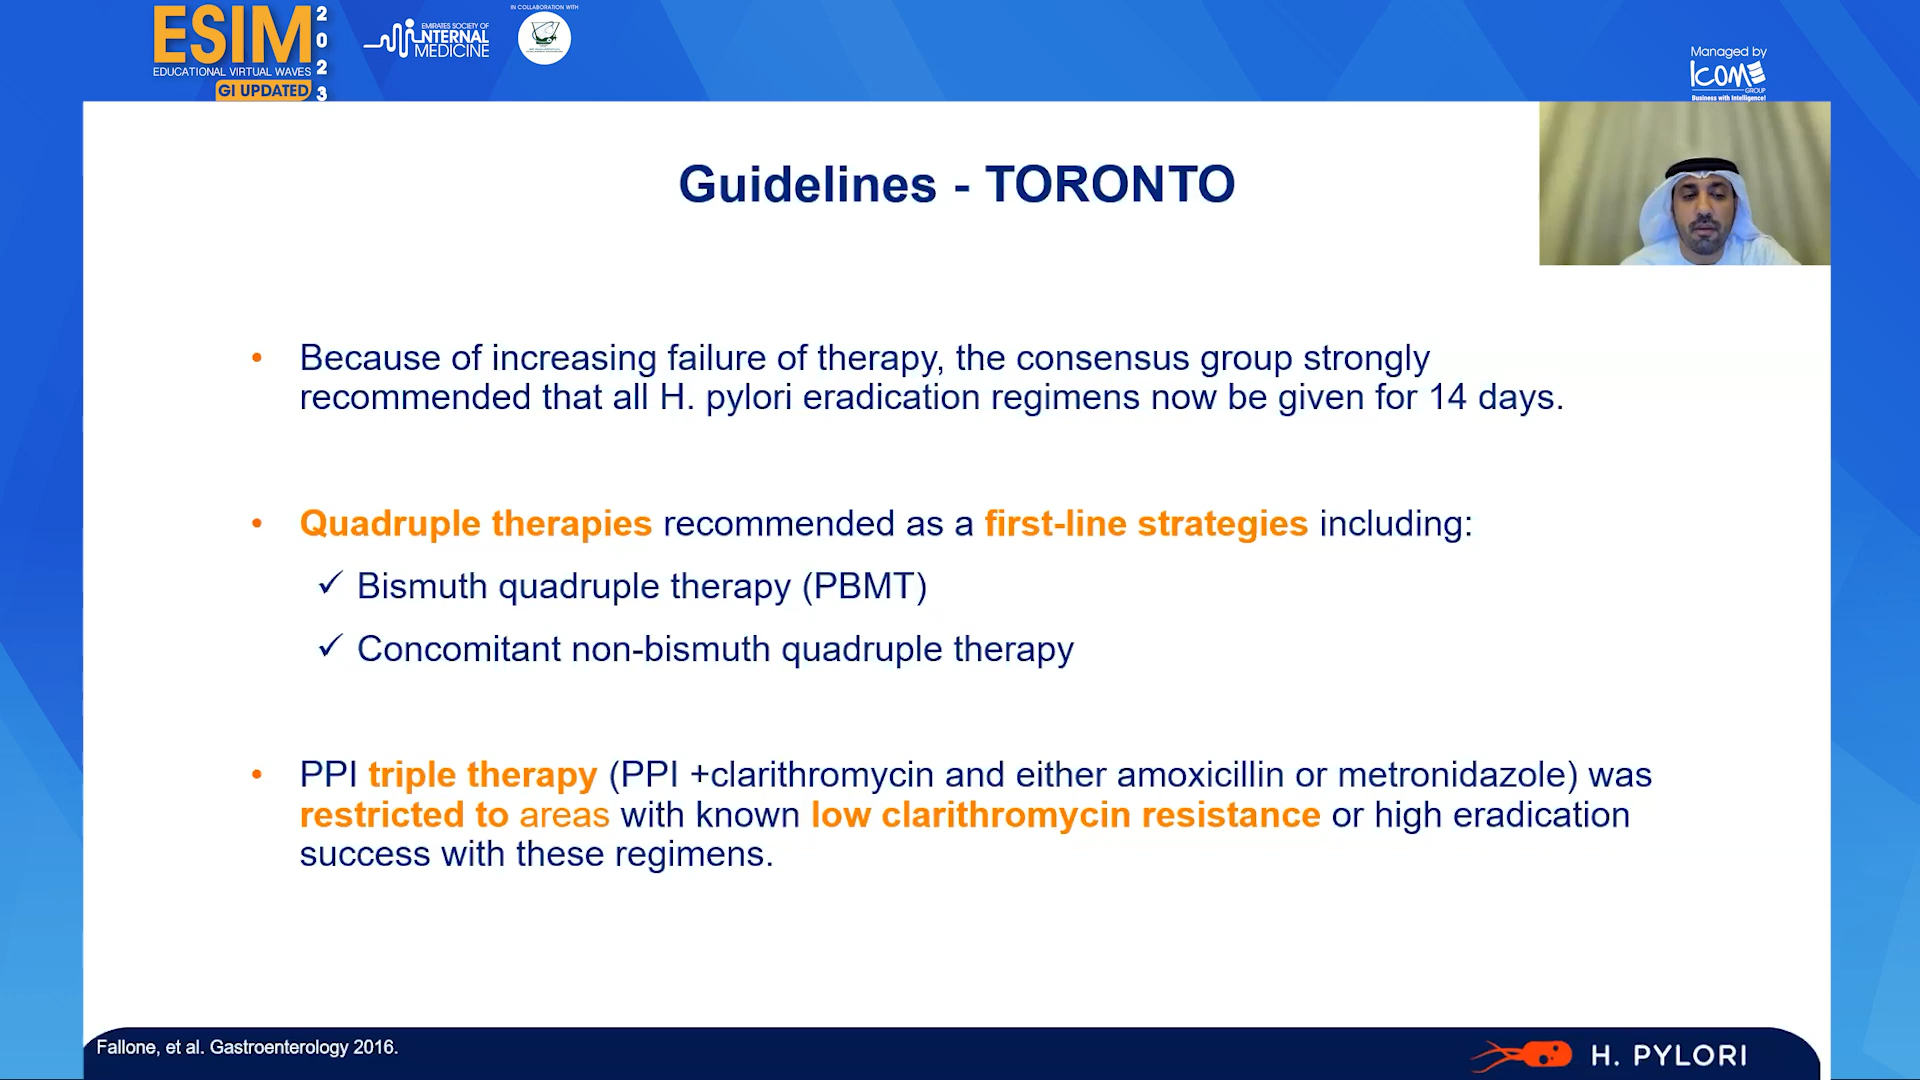 ESIM 2023
EDUCATIONAL VIRTUAL WAVES
GI UPDATED
EMIRATES SOCIETY OF
INTERNAL
MEDICINE
IN COLLABORATION WITH
Managed by
ICOME
GROUP
Business with Intelligence!
Guidelines - TORONTO
• Because of increasing failure of therapy, the consensus group strongly
recommended that all H. pylori eradication regimens now be given for 14 days.
• Quadruple therapies recommended as a first-line strategies including:
✓ Bismuth quadruple therapy (PBMT)
✓ Concomitant non-bismuth quadruple therapy
• PPI triple therapy (PPI +clarithromycin and either amoxicillin or metronidazole) was
restricted to areas with known low clarithromycin resistance or high eradication
success with these regimens.
Fallone, et al. Gastroenterology 2016.
H. PYLORI